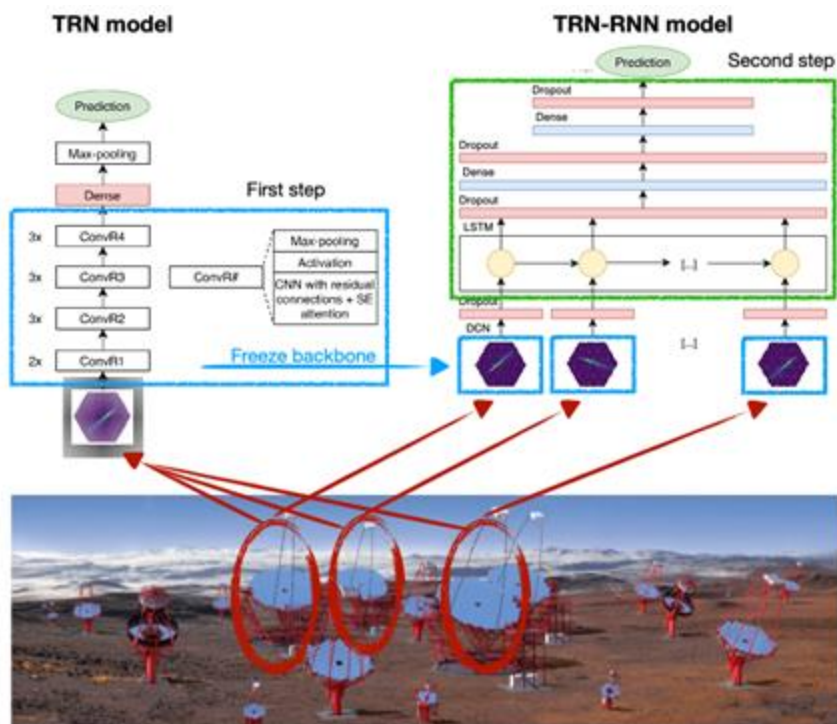 TRN model
Prediction
Max-pooling
Dense
First step
3x
ConvR4
3x
ConvR3
3x
ConvR2
2x
ConvR1
ConvR#
Max-pooling
Activation
CNN with residual
connections + SE
attention
Freeze backbone
TRN-RNN model
Second step
Prediction
Dropout
Dense
Dropout
Dense
Dropout
LSTM
[...]
Dropout
DCN
[...]